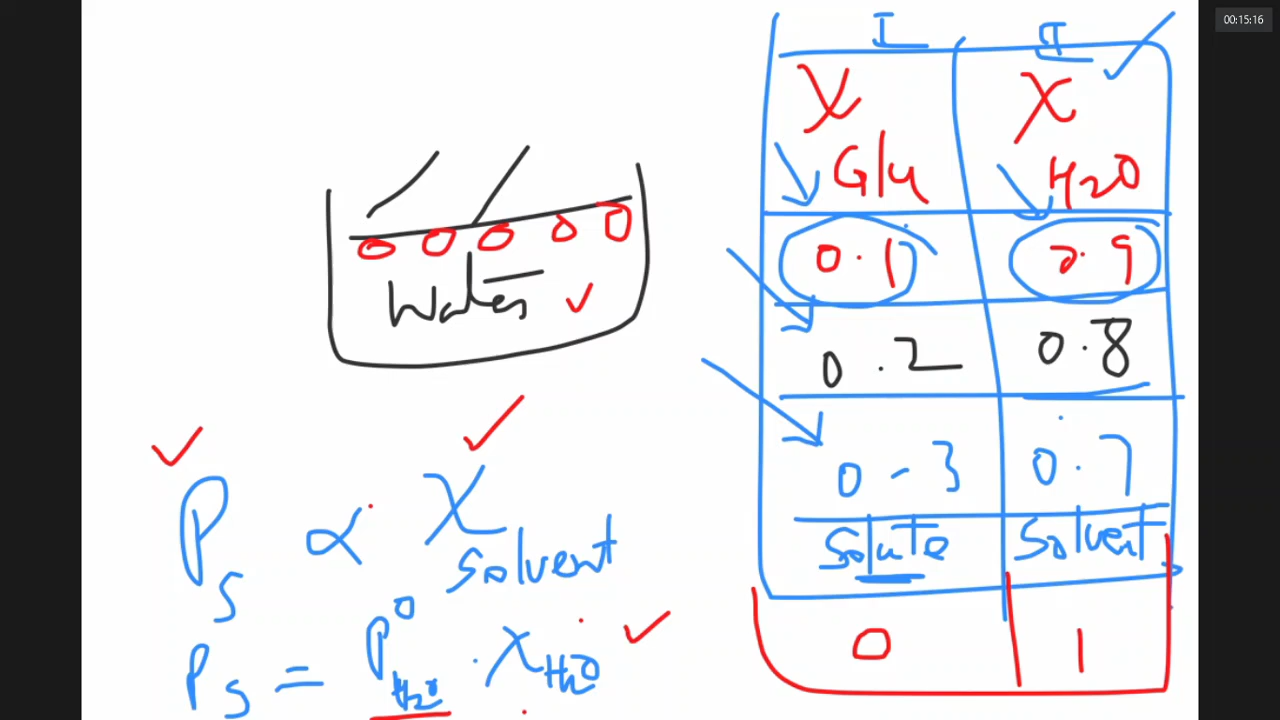 00:15:16
I II
χ χ
Glu H2O
0.1 0.9
0.2 0.8
0-3 0.7
Solute Solvent
0 1
Water
Ps ∝ χ Solvent
Ps = P°H2O . χH2O